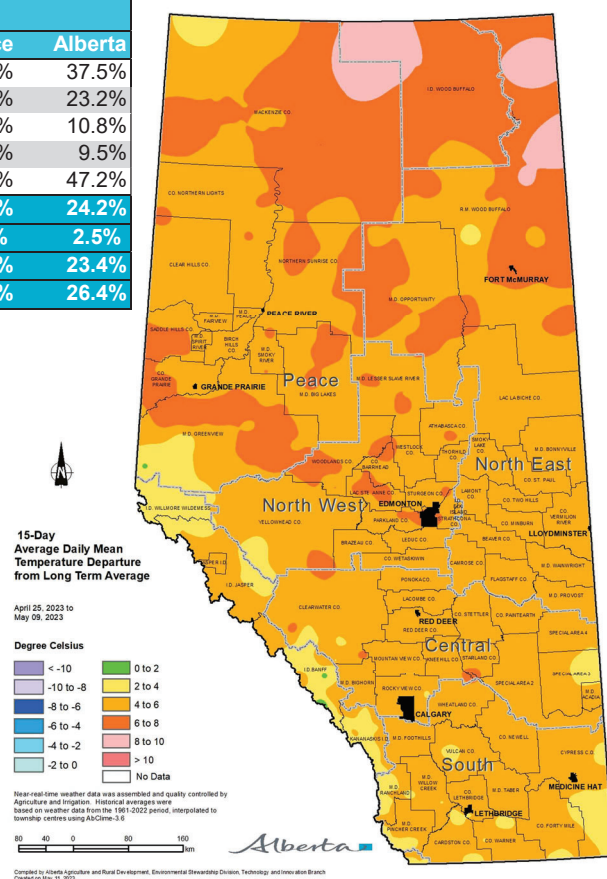 ce Alberta
% 37.5%
% 23.2%
% 10.8%
% 9.5%
% 47.2%
% 24.2%
% 2.5%
% 23.4%
% 26.4%
I.D. WOOD BUFFALO
MACKENZIE CO.
CO. NORTHERN LIGHTS
R.M. WOOD BUFFALO
CLEAR HILLS CO.
NORTHERN SUNRISE CO.
FORT McMURRAY
M.D. OPPORTUNITY
M.D. PEACE
PEACE RIVER
FAIRVIEW
SADDLE HILLS CO.
M.D. SPIRIT RIVER
BIRCH HILLS CO.
M.D. SMOKY RIVER
CO. GRANDE PRAIRIE
GRANDE PRAIRIE
Peace
M.D. LESSER SLAVE RIVER
M.D. BIG LAKES
LAC LA BICHE CO.
M.D. GREENVIEW
ATHABASCA CO.
WOODLANDS CO.
CO. BARRHEAD
WESTLOCK CO.
THORHILD CO.
SMOKY LAKE CO.
M.D. BONNYVILLE
North East
CO. ST. PAUL
LAC STE. ANNE CO.
STURGEON CO.
LAMONT CO.
CO. TWO HILLS
I.D. WILLMORE WILDERNESS
North West
EDMONTON
I.D. ELK ISLAND
STRATHCONA CO.
CO. VERMILION RIVER
YELLOWHEAD CO.
PARKLAND CO.
CO. MINBURN
LLOYDMINSTER
BRAZEAU CO.
LEDUC CO.
BEAVER CO.
CO. WETASKIWIN
CAMROSE CO.
M.D. WAINWRIGHT
JASPER I.D.
I.D. JASPER
PONOKA CO.
FLAGSTAFF CO.
M.D. PROVOST
CLEARWATER CO.
LACOMBE CO.
RED DEER
CO. STETTLER
CO. PAINTEARTH
RED DEER CO.
SPECIAL AREA 4
Central
MOUNTAIN VIEW CO.
KNEEHILL CO.
STARLAND CO.
I.D. BANFF
M.D. BIGHORN
ROCKY VIEW CO.
SPECIAL AREA 2
SPECIAL AREA 3
M.D. ACADIA
CALGARY
WHEATLAND CO.
KANANASKIS I.D.
M.D. FOOTHILLS
CO. NEWELL
VULCAN CO.
CYPRESS CO.
South
M.D. RANCHLAND
M.D. WILLOW CREEK
CO. LETHBRIDGE
M.D. TABER
MEDICINE HAT
LETHBRIDGE
M.D. PINCHER CREEK
CO. FORTY MILE
CARDSTON CO.
CO. WARNER
N
15-Day
Average Daily Mean
Temperature Departure
from Long Term Average
April 25, 2023 to
May 09, 2023
Degree Celsius
< -10 0 to 2
-10 to -8 2 to 4
-8 to -6 4 to 6
-6 to -4 6 to 8
-4 to -2 8 to 10
-2 to 0 > 10
No Data
Near-real-time weather data was assembled and quality controlled by
Agriculture and Irrigation. Historical averages were
based on weather data from the 1961-2022 period, interpolated to
township centres using AbClime-3.6
80 40 0 80 160
km
Alberta
Compiled by Alberta Agriculture and Rural Development, Environmental Stewardship Division, Technology and Innovation Branch
Created on May 10, 2023